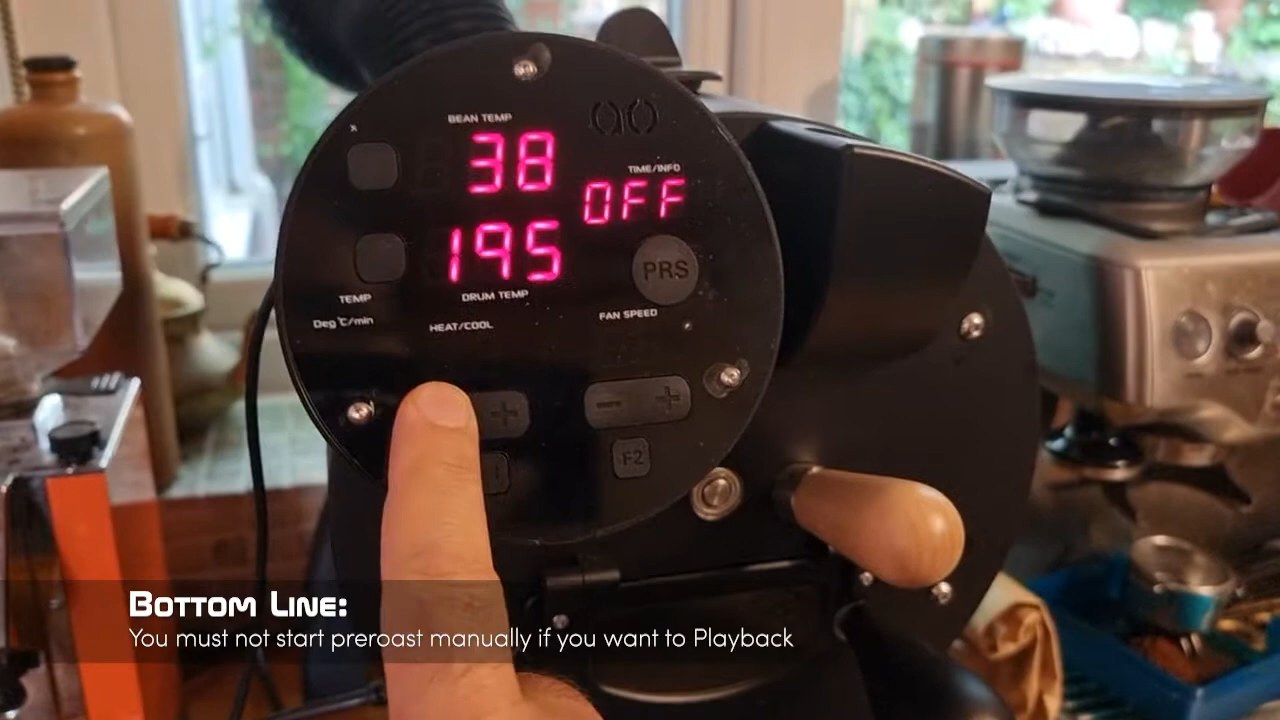 BEAN TEMP
x
38
TIME/INFO
OFF
195
PRS
TEMP
DRUM TEMP
Deg°C/min
HEAT/COOL
FAN SPEED
+
− +
F2
Bottom Line:
You must not start preroast manually if you want to Playback